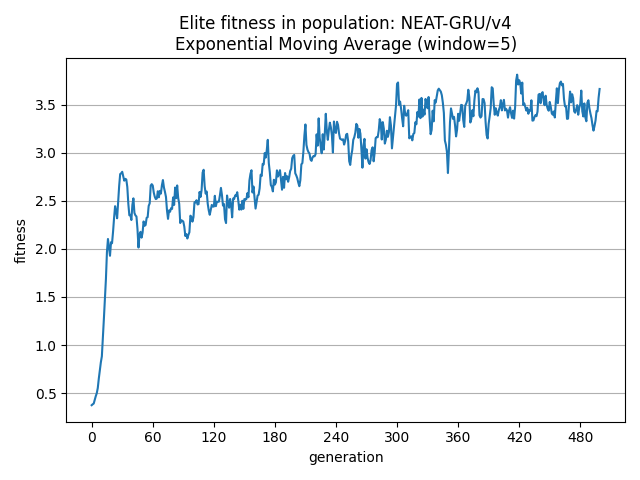 Elite fitness in population: NEAT-GRU/v4
Exponential Moving Average (window=5)
fitness
3.5
3.0
2.5
2.0
1.5
1.0
0.5
0 60 120 180 240 300 360 420 480
generation